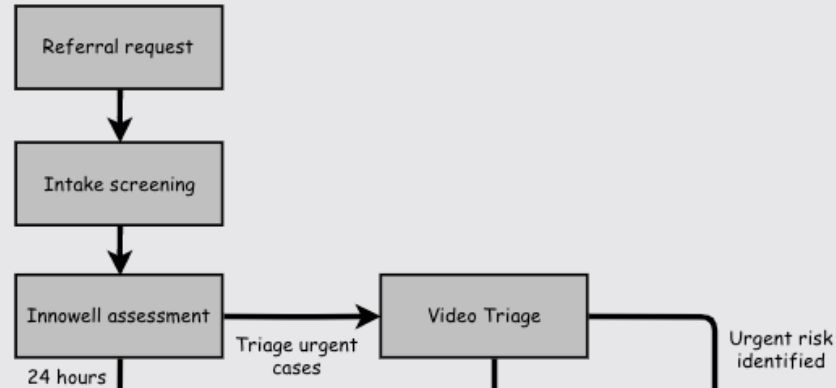 Referral request
Intake screening
Innowell assessment
Video Triage
Triage urgent
cases
Urgent risk
identified
24 hours